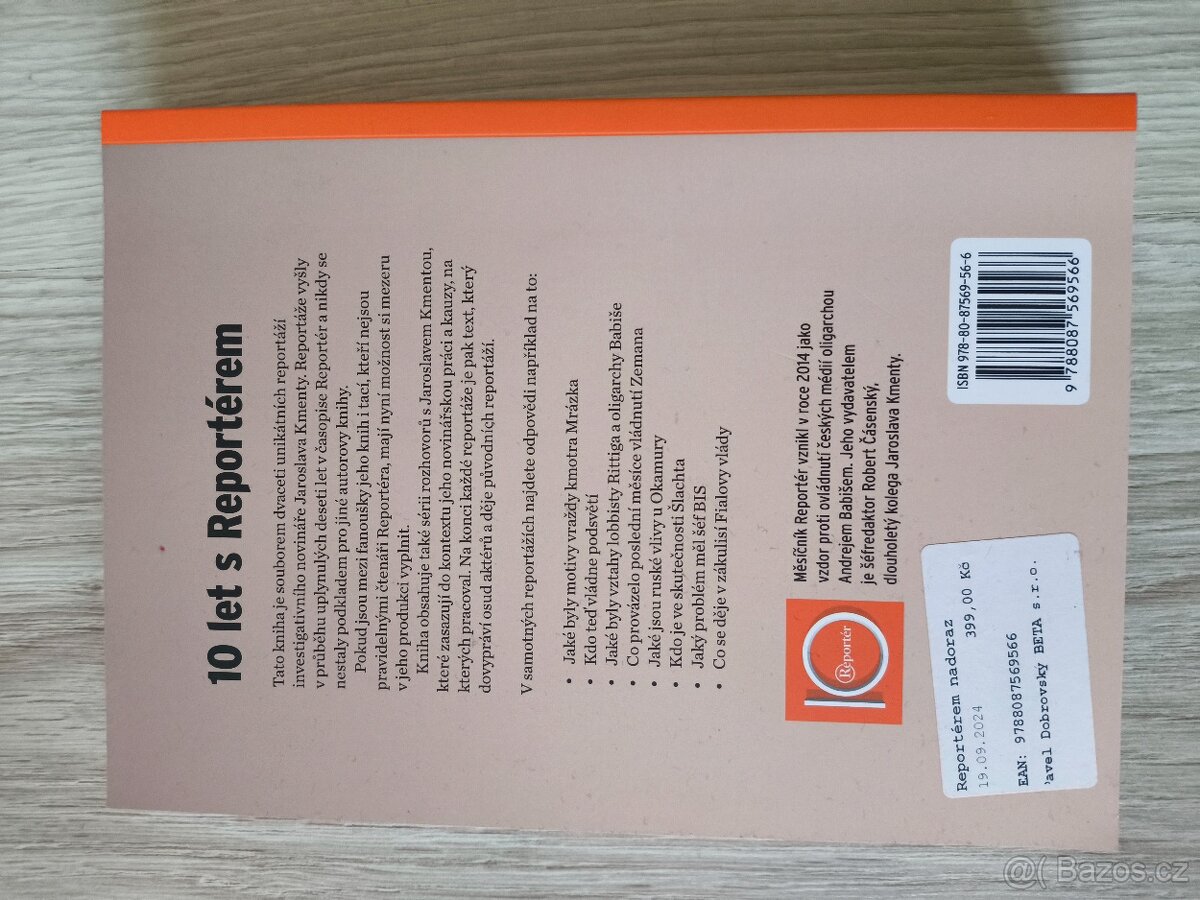 10 let s Reportérem
Tato kniha je souborem dvaceti unikátních reportáží
investigativního novináře Jaroslava Kmenty. Reportáže vyšly
v průběhu uplynulých deseti let v časopise Reportér a nikdy se
nestaly podkladem pro jiné autorovy knihy.
Pokud jsou mezi fanoušky jeho knih i tací, kteří nejsou
pravidelnými čtenáři Reportéra, mají nyní možnost si mezeru
v jeho produkci vyplnit.
Kniha obsahuje také sérii rozhovorů s Jaroslavem Kmentou,
které zasazují do kontextu jeho novinářskou práci a kauzy, na
kterých pracoval. Na konci každé reportáže je pak text, který
dovypráví osud aktérů a děje původních reportáží.
V samotných reportážích najdete odpovědi například na to:
• Jaké byly motivy vraždy kmotra Mrázka
• Kdo teď vládne podsvětí
• Jaké byly vztahy lobbisty Rittiga a oligarchy Babiše
• Co provázelo poslední měsíce vládnutí Zemana
• Jaké jsou ruské vlivy u Okamury
• Kdo je ve skutečnosti Šlachta
• Jaký problém měl šéf BIS
• Co se děje v zákulisí Fialovy vlády
10
Reportér
Měsíčník Reportér vznikl v roce 2014 jako
vzdor proti ovládnutí českých médií oligarchou
Andrejem Babišem. Jeho vydavatelem
je šéfredaktor Robert Čásenský,
dlouholetý kolega Jaroslava Kmenty.
ISBN 978-80-87569-56-6
9 788087 569566
Reportérem nadoraz
19.09.2024 399,00 Kč
EAN: 9788087569566
avel Dobrovský BETA s.r.o.
@( Bazos.cz